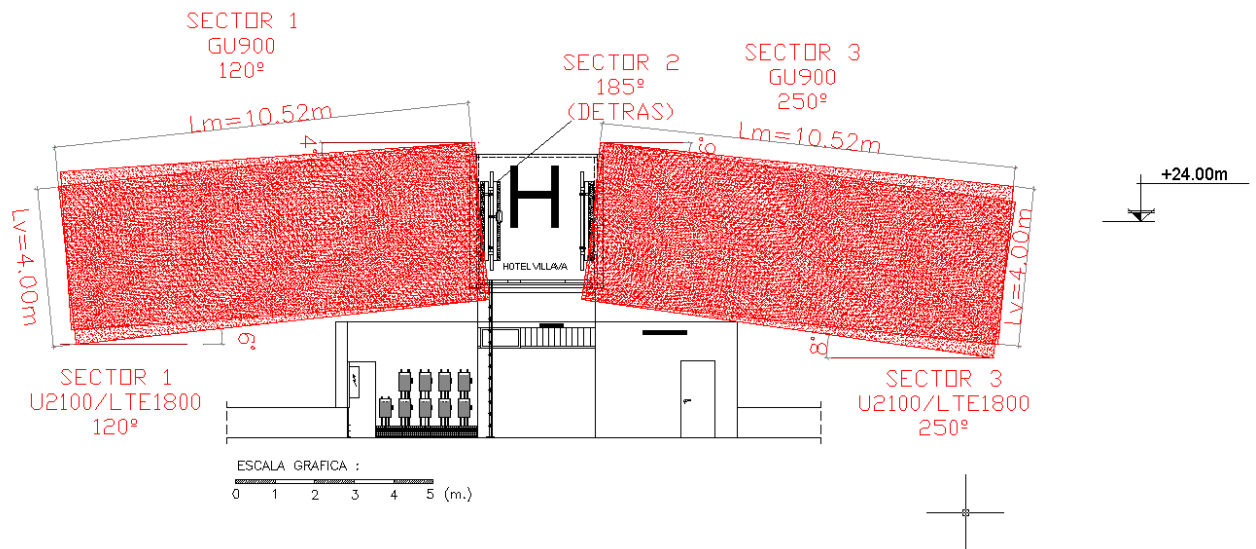 SECTOR 1
GU900
120º
SECTOR 2
185º
(DETRAS)
SECTOR 3
GU900
250º
Lm=10.52m
Lm=10.52m
4º
6º
+24.00m
Lv=4.00m
Lv=4.00m
H
HOTEL VILLAVA
6º
8º
SECTOR 1
U2100/LTE1800
120º
SECTOR 3
U2100/LTE1800
250º
ESCALA GRAFICA :
0 1 2 3 4 5 (m.)